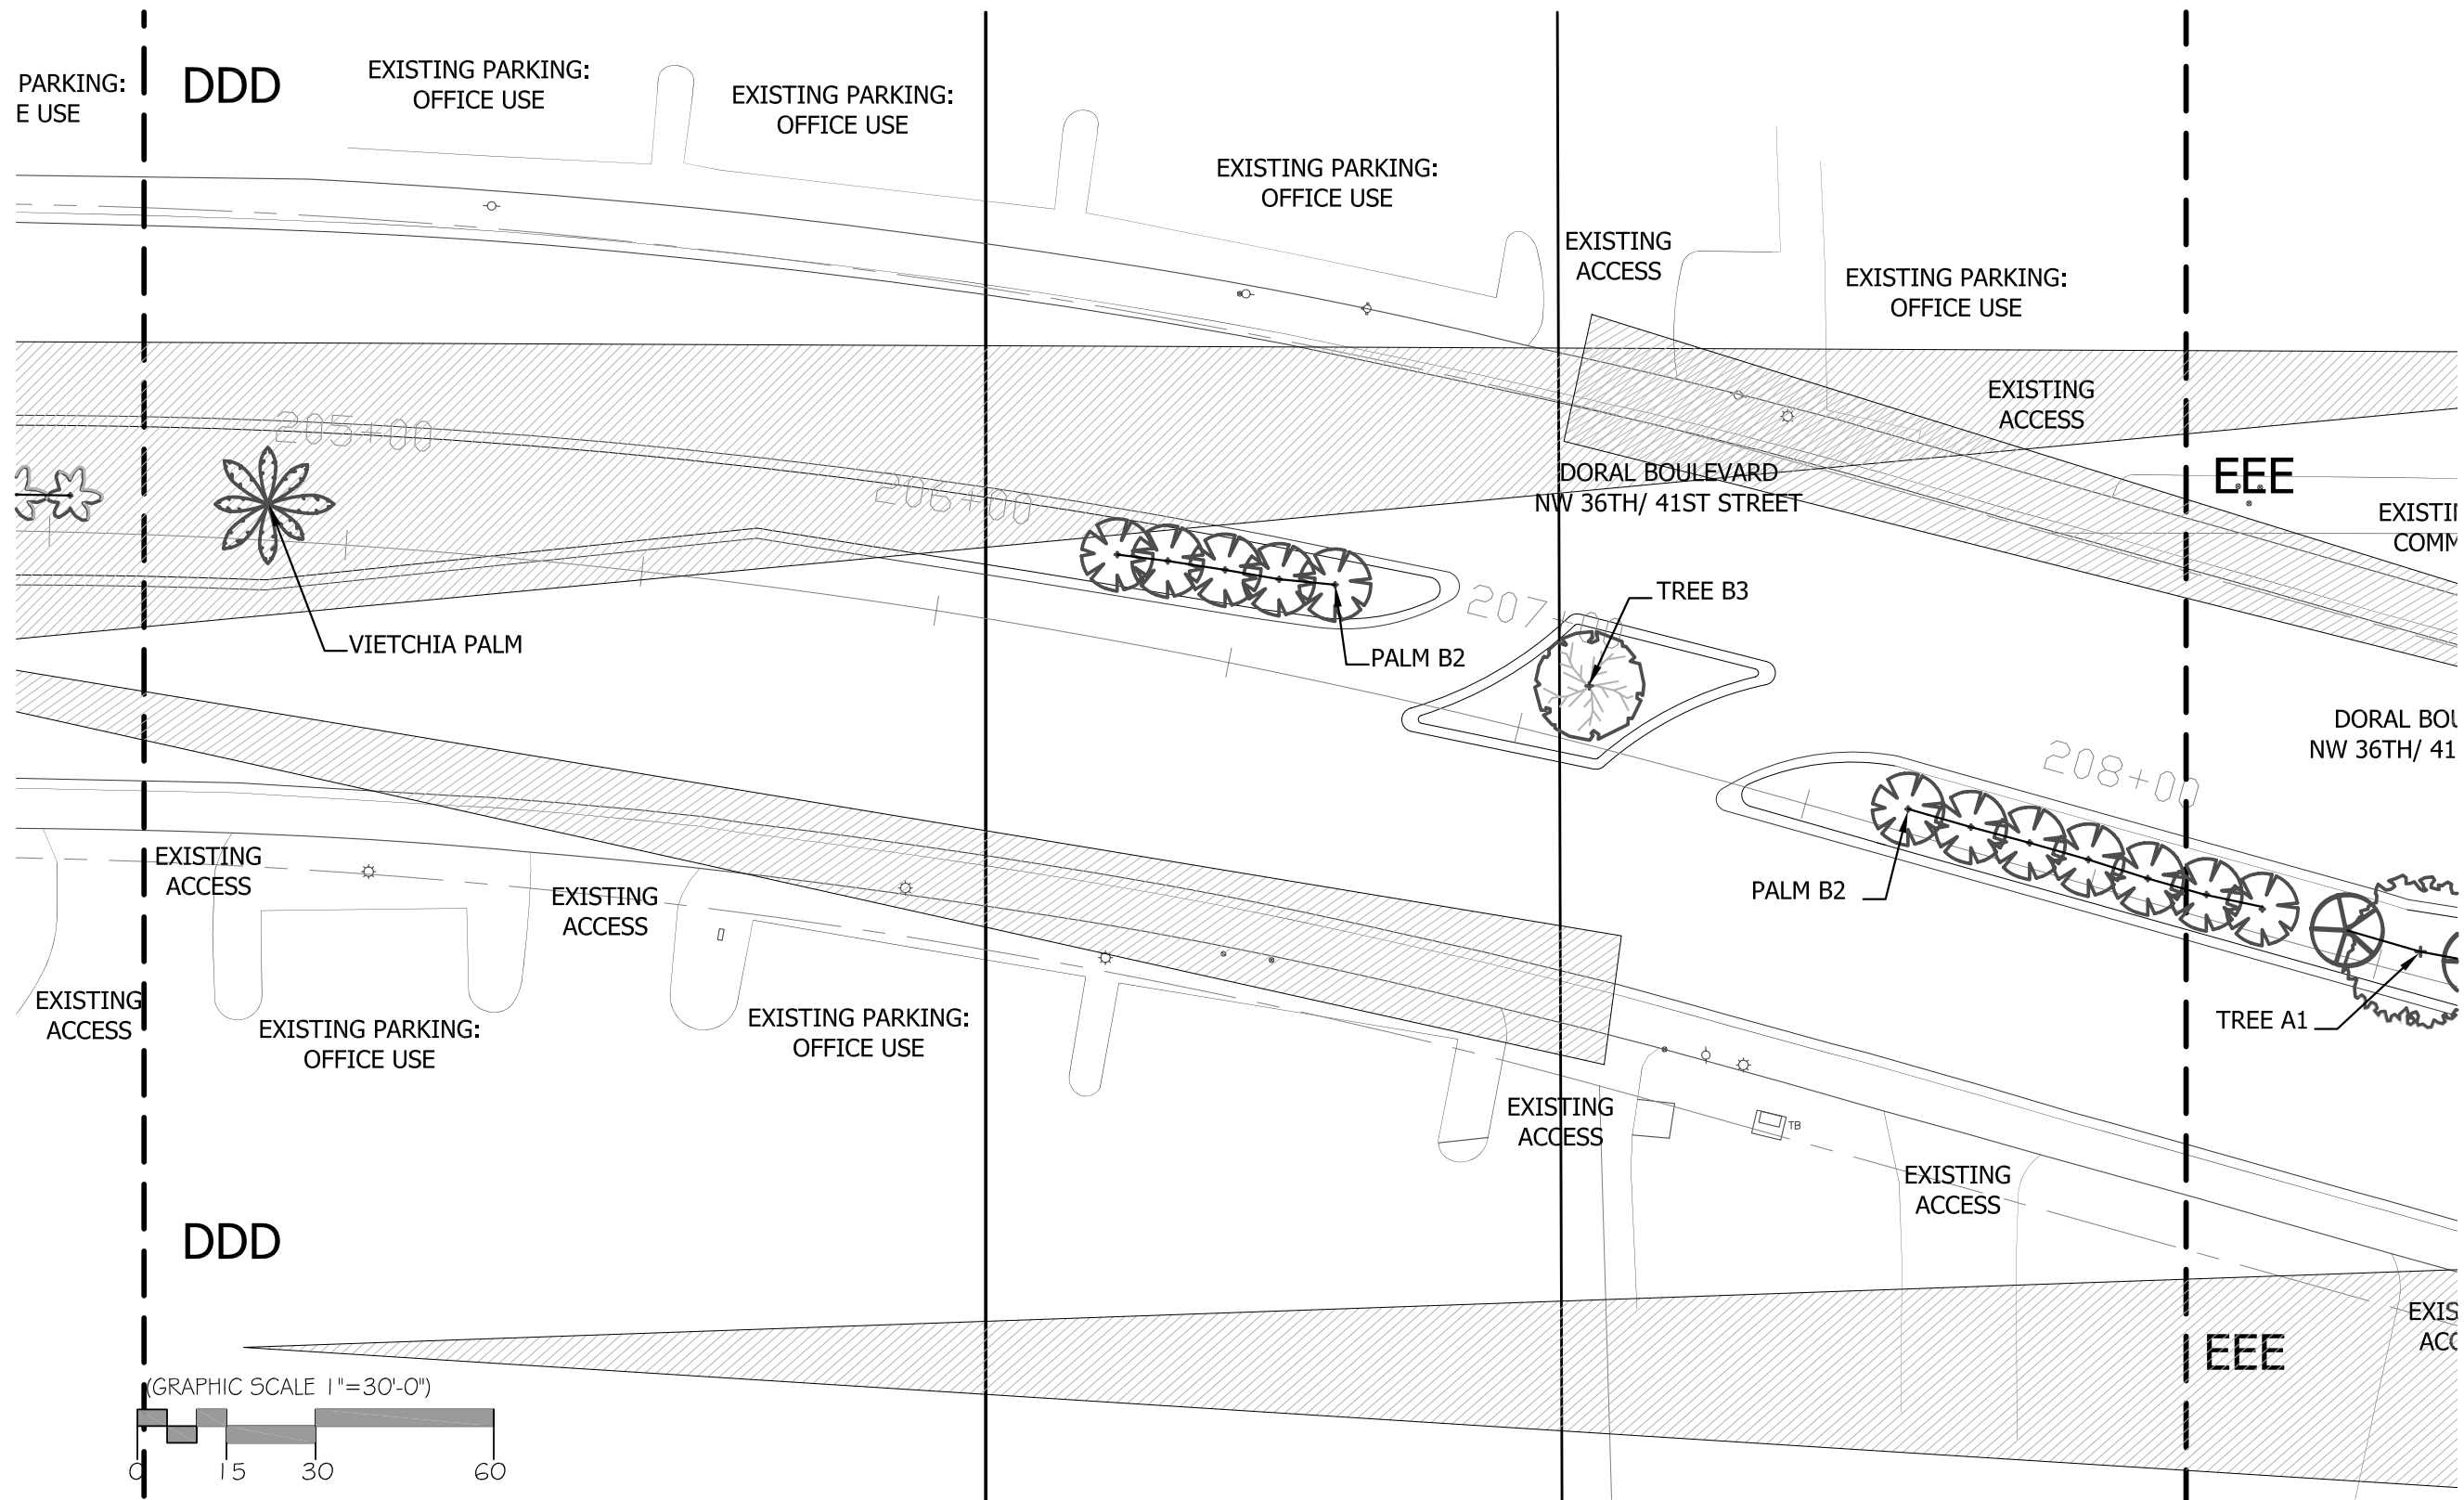 PARKING:
E USE
DDD
EXISTING PARKING:
OFFICE USE
EXISTING PARKING:
OFFICE USE
EXISTING PARKING:
OFFICE USE
EXISTING
ACCESS
EXISTING PARKING:
OFFICE USE
EXISTING
ACCESS
205+00
206+00
DORAL BOULEVARD
NW 36TH/ 41ST STREET
EEE
EXISTI
COMM
VIETCHIA PALM
PALM B2
207+00
TREE B3
DORAL BOU
NW 36TH/ 41
208+00
EXISTING
ACCESS
EXISTING
ACCESS
PALM B2
EXISTING
ACCESS
EXISTING PARKING:
OFFICE USE
EXISTING PARKING:
OFFICE USE
TREE A1
EXISTING
ACCESS
TB
EXISTING
ACCESS
DDD
EXIS
ACC
EEE
(GRAPHIC SCALE 1"=30'-0")
0 15 30 60